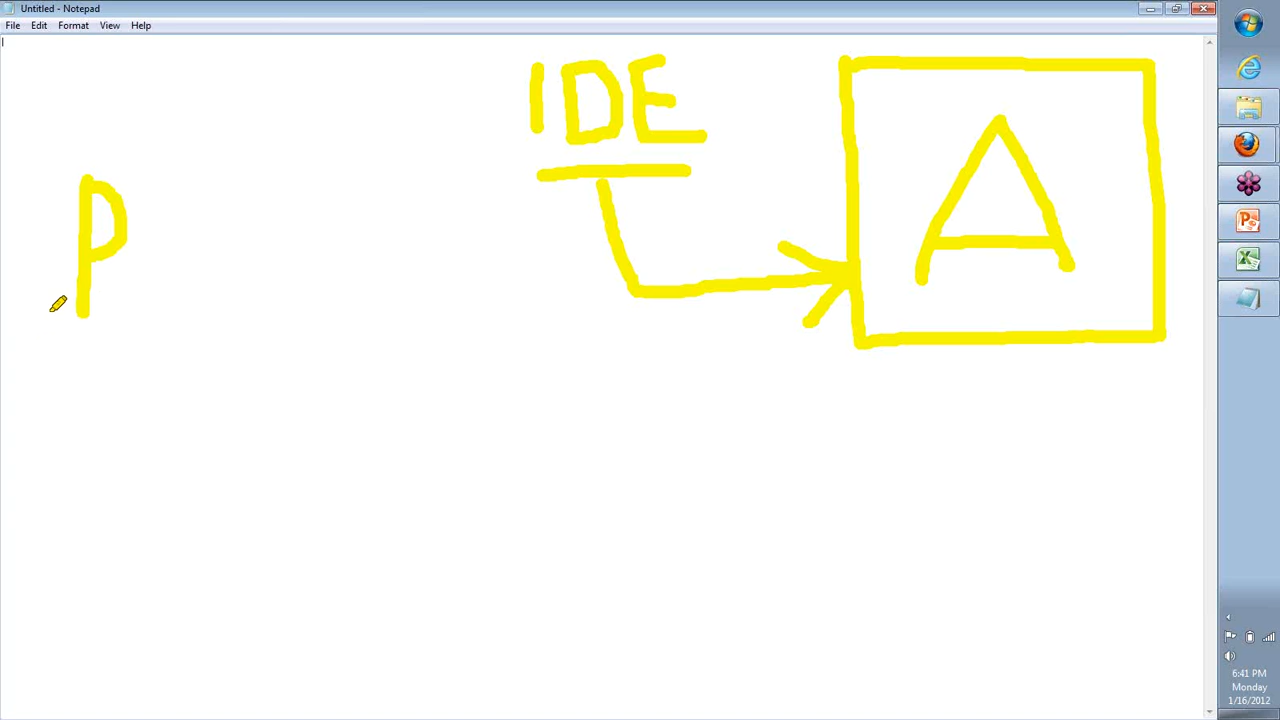 Untitled - Notepad
File Edit Format View Help
IDE
A
P
6:41 PM
Monday
1/16/2012